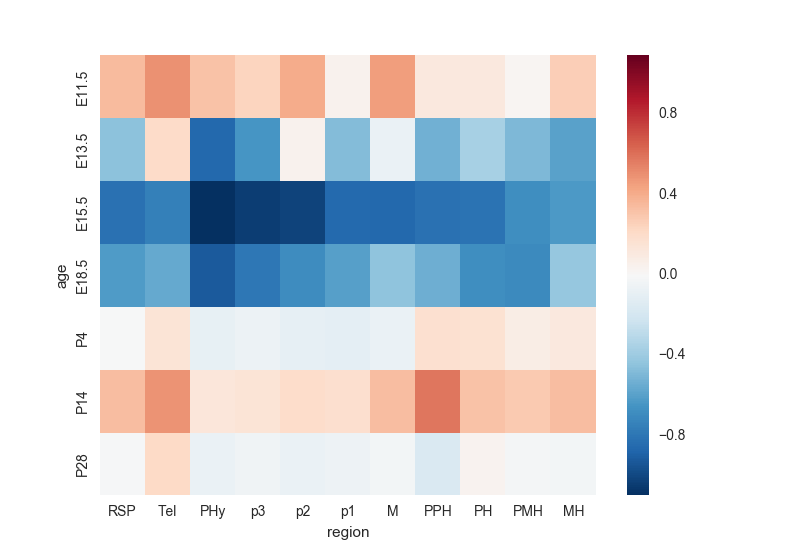 E11.5
E13.5
E15.5
E18.5
P4
P14
P28
age
RSP Tel PHy p3 p2 p1 M PPH PH PMH MH
region
0.8
0.4
0.0
−0.4
−0.8